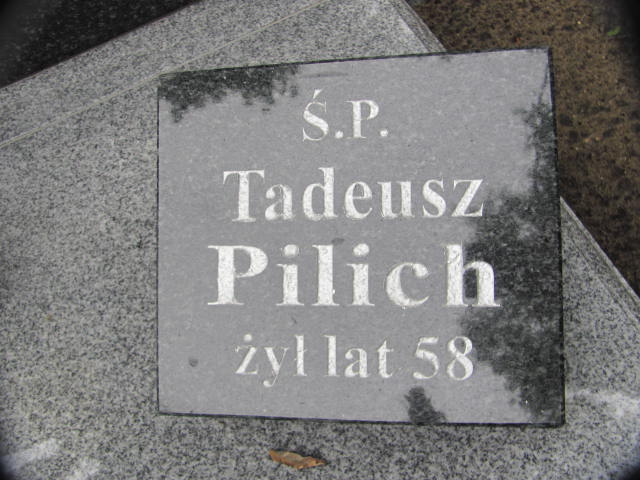 Ś.P.
Tadeusz
Pilich
żył lat 58